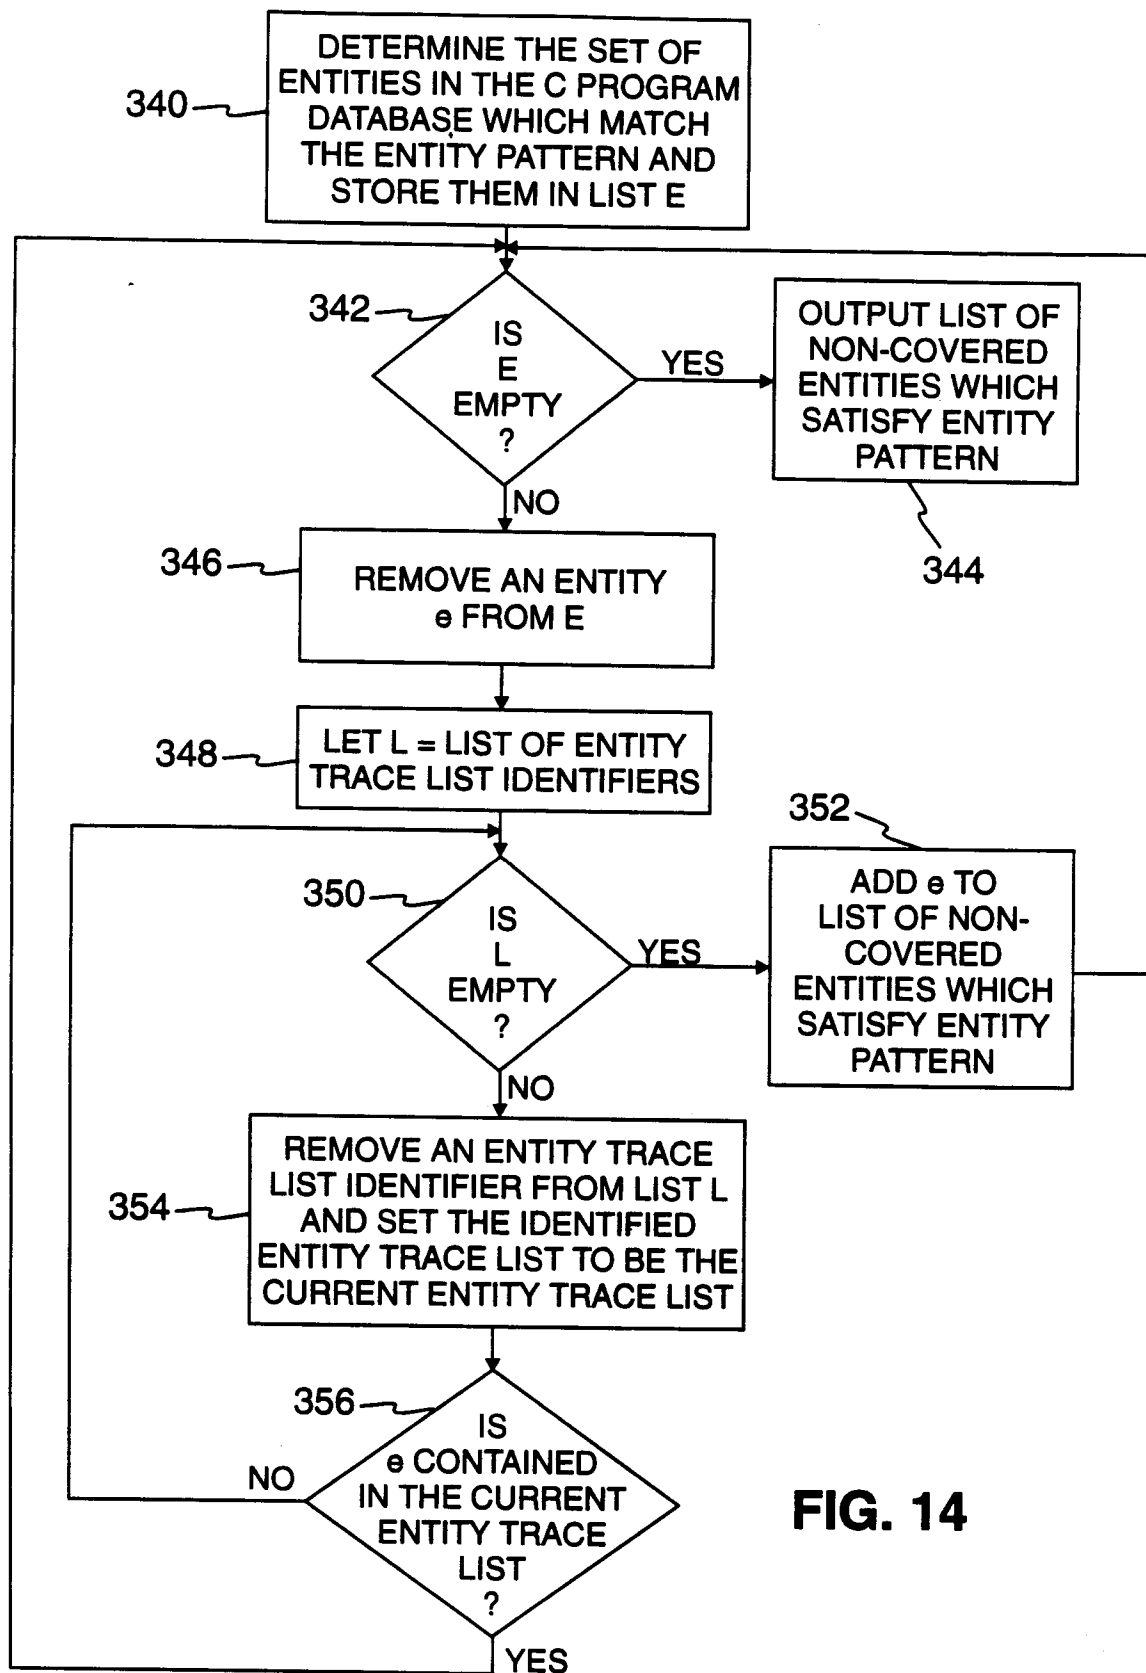 DETERMINE THE SET OF
ENTITIES IN THE C PROGRAM
DATABASE WHICH MATCH
THE ENTITY PATTERN AND
STORE THEM IN LIST E
340
342
IS
E
EMPTY
?
YES
OUTPUT LIST OF
NON-COVERED
ENTITIES WHICH
SATISFY ENTITY
PATTERN
344
NO
346
REMOVE AN ENTITY
e FROM E
348
LET L = LIST OF ENTITY
TRACE LIST IDENTIFIERS
350
IS
L
EMPTY
?
YES
352
ADD e TO
LIST OF NON-
COVERED
ENTITIES WHICH
SATISFY ENTITY
PATTERN
NO
354
REMOVE AN ENTITY TRACE
LIST IDENTIFIER FROM LIST L
AND SET THE IDENTIFIED
ENTITY TRACE LIST TO BE THE
CURRENT ENTITY TRACE LIST
356
IS
e CONTAINED
IN THE CURRENT
ENTITY TRACE
LIST
?
NO
YES
FIG. 14